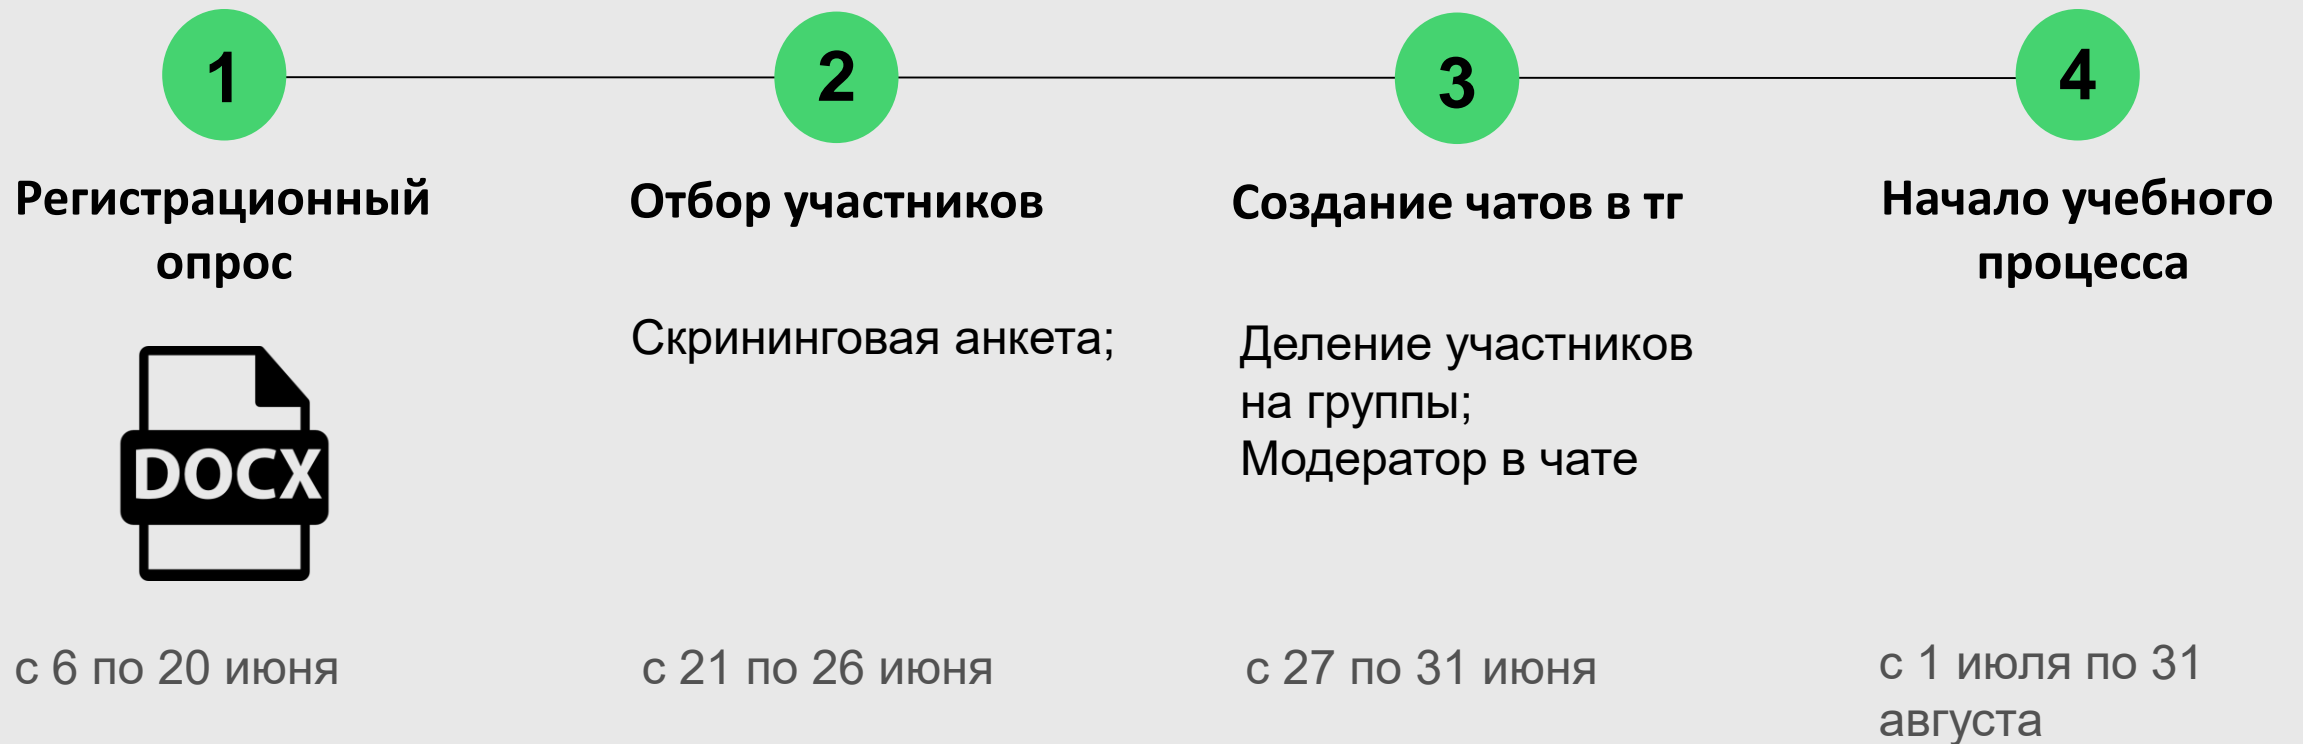 1
Регистрационный
опрос
DOCX
с 6 по 20 июня
2
Отбор участников
Скрининговая анкета;
с 21 по 26 июня
3
Создание чатов в тг
Деление участников
на группы;
Модератор в чате
с 27 по 31 июня
4
Начало учебного
процесса
с 1 июля по 31
августа